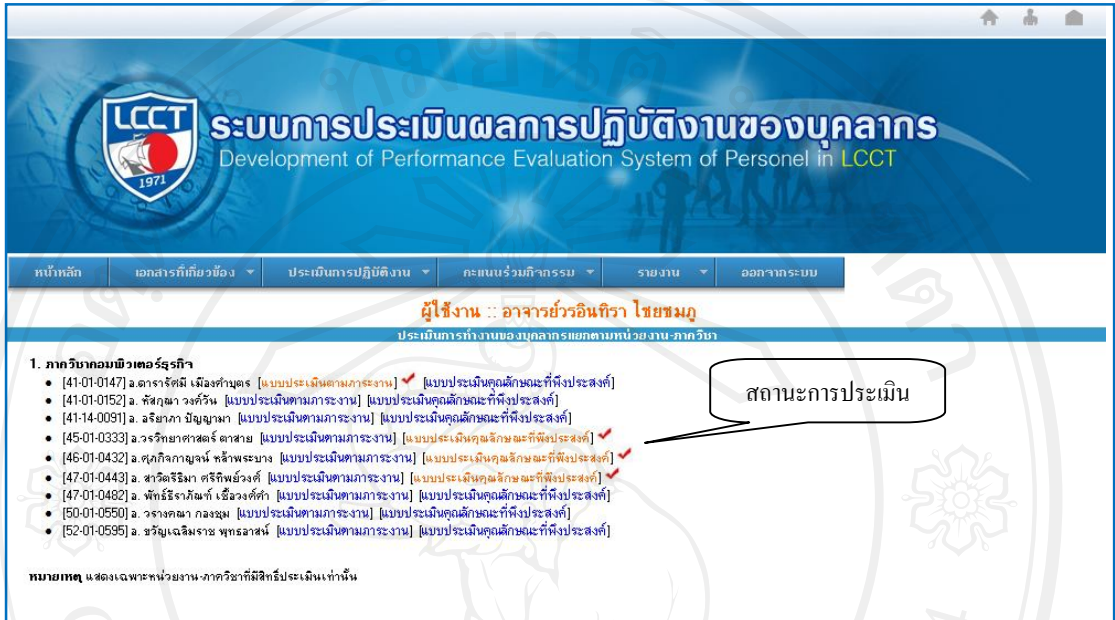 LCCT
1971
ระบบการประเมินผลการปฏิบัติงานของบุคลากร
Development of Performance Evaluation System of Personel in LCCT
หน้าหลัก เอกสารที่เกี่ยวข้อง ประเมินการปฏิบัติงาน คะแนนร่วมกิจกรรม รายงาน ออกจากระบบ
ผู้ใช้งาน :: อาจารย์วรอินทิรา ไชยชมภู
ประเมินการทำงานของบุคลากรแยกตามหน่วยงาน-ภาควิชา
1. ภาควิชาคอมพิวเตอร์ธุรกิจ
[41-01-0147] อ.ดารารัศมี เมืองคำบุตร [แบบประเมินตามภาระงาน] ✔ [แบบประเมินคุณลักษณะที่พึงประสงค์]
[41-01-0152] อ. ทัสกุฌา วงค์วัน [แบบประเมินตามภาระงาน] [แบบประเมินคุณลักษณะที่พึงประสงค์]
[41-14-0091] อ. อริยาภา ปัญญามา [แบบประเมินตามภาระงาน] [แบบประเมินคุณลักษณะที่พึงประสงค์]
[45-01-0333] อ.วรวิทยาศาสตร์ ตาสาย [แบบประเมินตามภาระงาน] [แบบประเมินคุณลักษณะที่พึงประสงค์] ✔
[46-01-0432] อ.ศุภกิจกาญจน์ หล้าพระบาง [แบบประเมินตามภาระงาน] [แบบประเมินคุณลักษณะที่พึงประสงค์] ✔
[47-01-0443] อ. สาวิตรีธิมา ศรีทิพย์วงศ์ [แบบประเมินตามภาระงาน] [แบบประเมินคุณลักษณะที่พึงประสงค์] ✔
[47-01-0482] อ. พัทธ์ธีราภัณฑ์ เชื้อวงค์คำ [แบบประเมินตามภาระงาน] [แบบประเมินคุณลักษณะที่พึงประสงค์]
[50-01-0550] อ. วรางคณา กองชุม [แบบประเมินตามภาระงาน] [แบบประเมินคุณลักษณะที่พึงประสงค์]
[52-01-0595] อ. ขวัญเฉลิมราช พุทธอาสน์ [แบบประเมินตามภาระงาน] [แบบประเมินคุณลักษณะที่พึงประสงค์]
สถานะการประเมิน
หมายเหตุ แสดงเฉพาะหน่วยงาน-ภาควิชาที่มีสิทธิ์ประเมินเท่านั้น